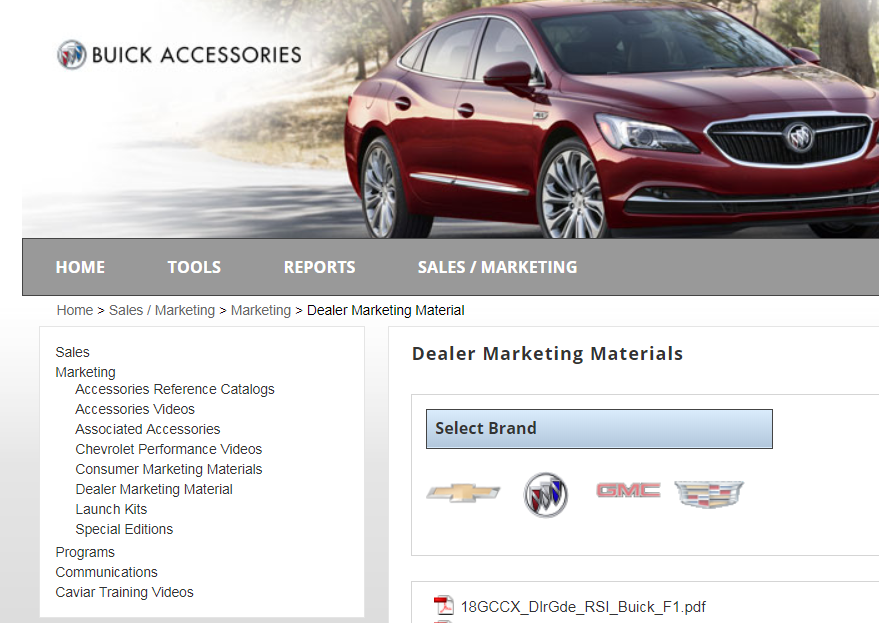 BUICK ACCESSORIES
HOME TOOLS REPORTS SALES / MARKETING
Home > Sales / Marketing > Marketing > Dealer Marketing Material
Sales
Marketing
Accessories Reference Catalogs
Accessories Videos
Associated Accessories
Chevrolet Performance Videos
Consumer Marketing Materials
Dealer Marketing Material
Launch Kits
Special Editions
Programs
Communications
Caviar Training Videos
Dealer Marketing Materials
Select Brand
GMC
18GCCX_DlrGde_RSI_Buick_F1.pdf